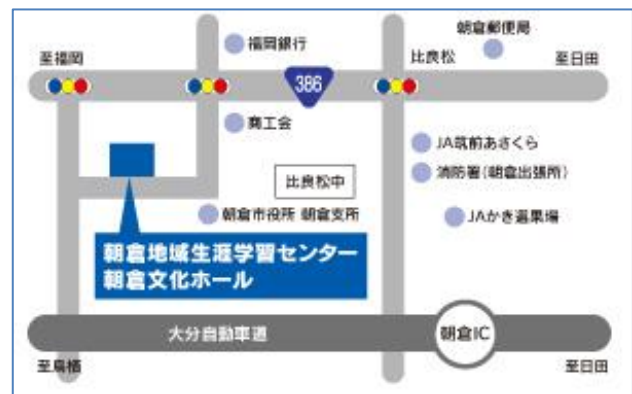 朝倉郵便局
福岡銀行
至福岡
比良松
至日田
386
商工会
JA筑前あさくら
消防署(朝倉出張所)
比良松中
朝倉市役所 朝倉支所
JAかき選果場
朝倉地域生涯学習センター
朝倉文化ホール
大分自動車道
朝倉IC
至鳥栖
至日田